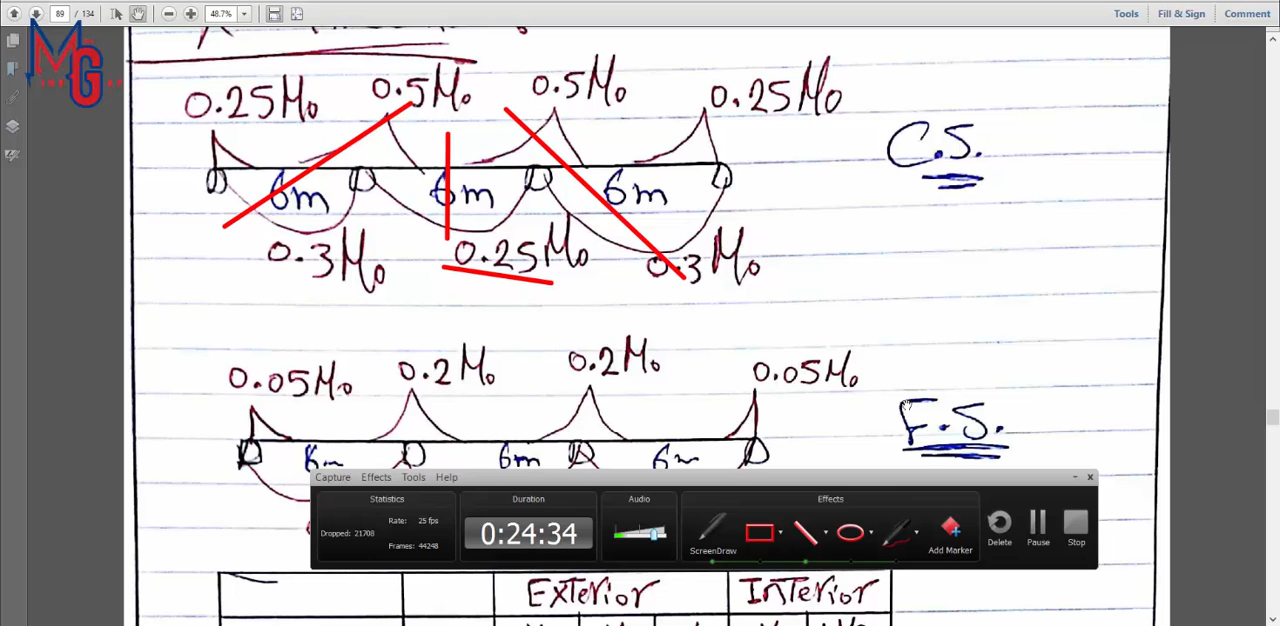 89 / 134
48.7%
Tools
Fill & Sign
Comment
MG
0.25Mo 0.5Mo 0.5Mo 0.25Mo
C.S.
6m 6m 6m
0.3Mo 0.25Mo 0.3Mo
0.05Mo 0.2Mo 0.2Mo 0.05Mo
F.S.
6m 6m 6m
Capture Effects Tools Help
Statistics
Duration
Audio
Effects
Rate: 25 fps
Dropped: 21708
Frames: 44248
0:24:34
ScreenDraw
Add Marker
Delete
Pause
Stop
Exterior Interior